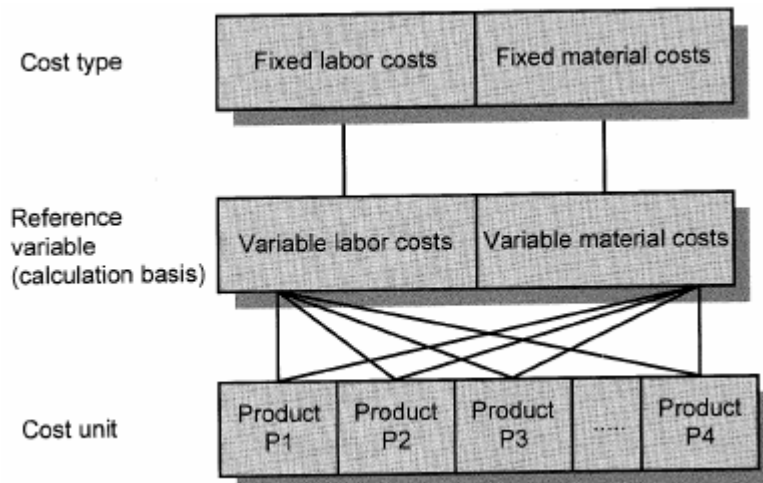 Cost type
Fixed labor costs
Fixed material costs
Reference
variable
(calculation basis)
Variable labor costs
Variable material costs
Cost unit
Product
P1
Product
P2
Product
P3
.....
Product
P4